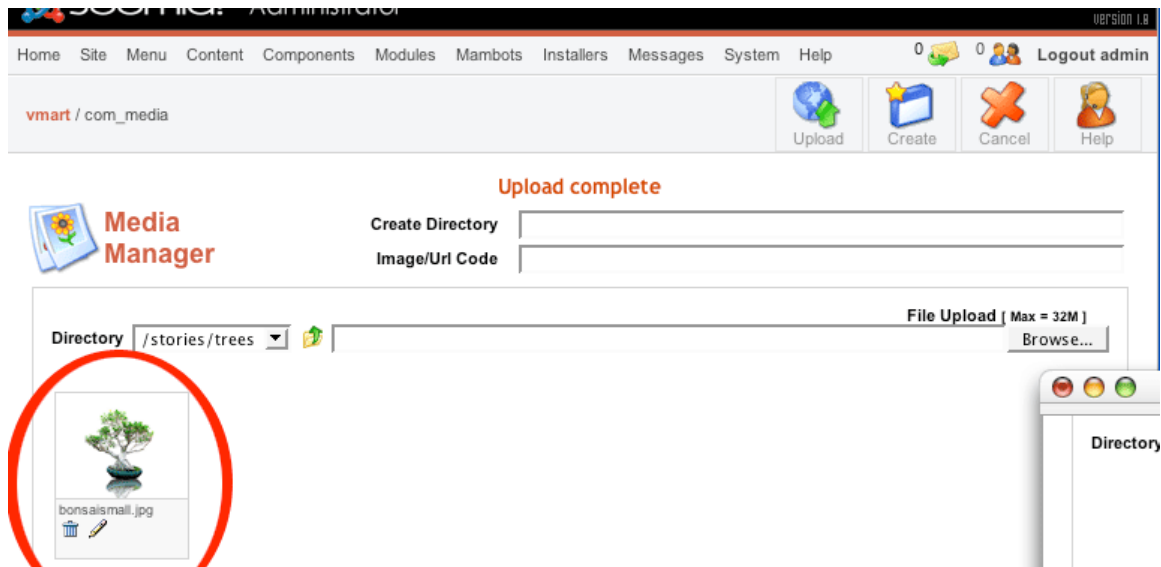 Joomla! Administrator
version 1.0
Home Site Menu Content Components Modules Mambots Installers Messages System Help 0 0 Logout admin
vmart / com_media
Upload Create Cancel Help
Upload complete
Media
Manager
Create Directory
Image/Url Code
File Upload [ Max = 32M ]
Directory /stories/trees Browse...
Directory
bonsaismall.jpg